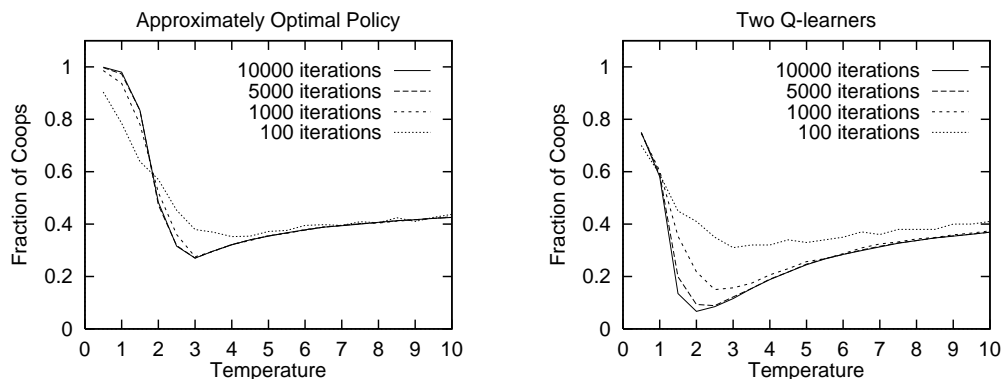 Approximately Optimal Policy
Fraction of Coops
1
0.8
0.6
0.4
0.2
0
10000 iterations
5000 iterations
1000 iterations
100 iterations
0 1 2 3 4 5 6 7 8 9 10
Temperature
Two Q-learners
Fraction of Coops
1
0.8
0.6
0.4
0.2
0
10000 iterations
5000 iterations
1000 iterations
100 iterations
0 1 2 3 4 5 6 7 8 9 10
Temperature